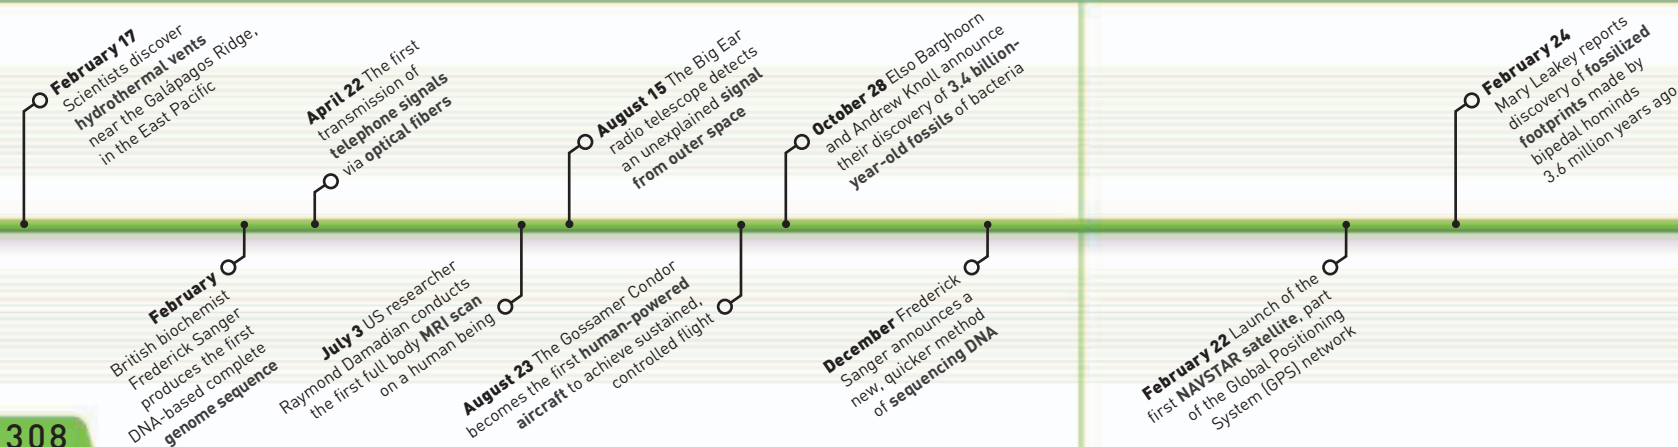 February 17
Scientists discover
hydrothermal vents
near the Galápagos Ridge,
in the East Pacific
February
British biochemist
Frederick Sanger
produces the first
DNA-based complete
genome sequence
April 22 The first
transmission of
telephone signals
via optical fibers
July 3 US researcher
Raymond Damadian conducts
the first full body MRI scan
on a human being
August 15 The Big Ear
radio telescope detects
an unexplained signal
from outer space
August 23 The Gossamer Condor
becomes the first human-powered
aircraft to achieve sustained,
controlled flight
October 28 Elso Barghoorn
and Andrew Knoll announce
their discovery of 3.4 billion-
year-old fossils of bacteria
December Frederick
Sanger announces a
new, quicker method
of sequencing DNA
February 22 Launch of the
first NAVSTAR satellite, part
of the Global Positioning
System (GPS) network
February 24
Mary Leakey reports
discovery of fossilized
footprints made by
bipedal hominds
3.6 million years ago
308